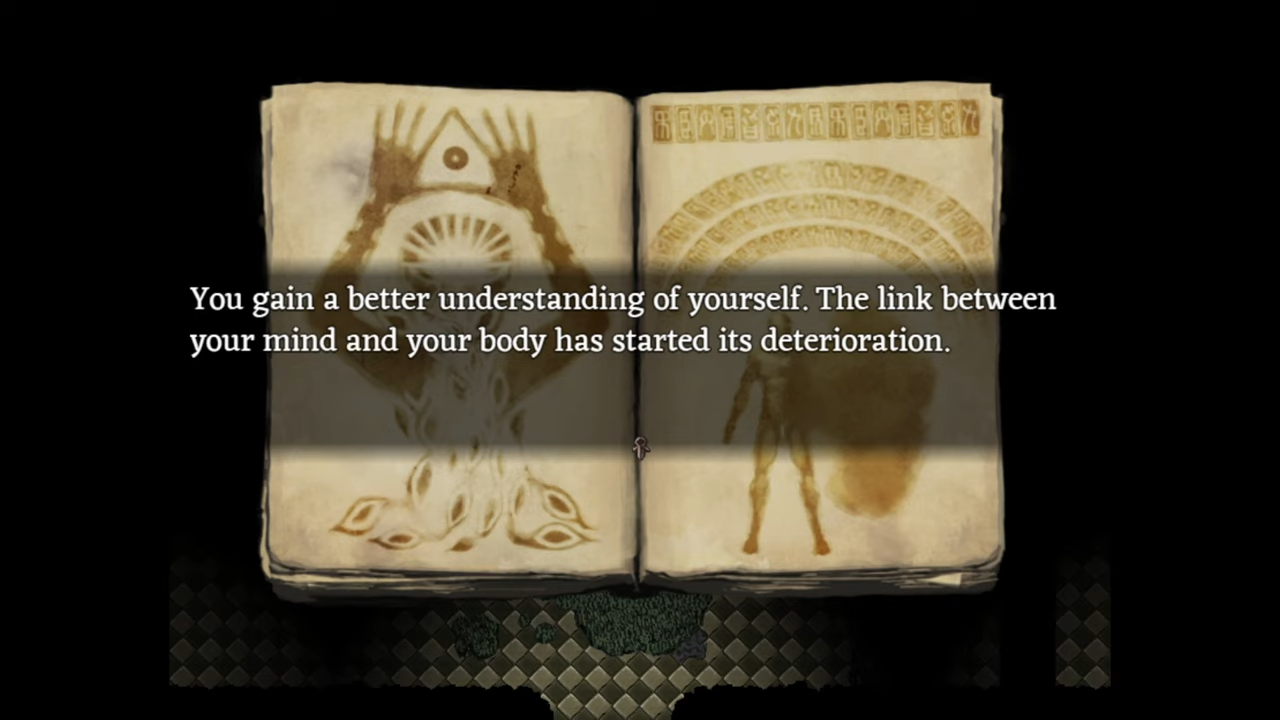 You gain a better understanding of yourself. The link between
your mind and your body has started its deterioration.